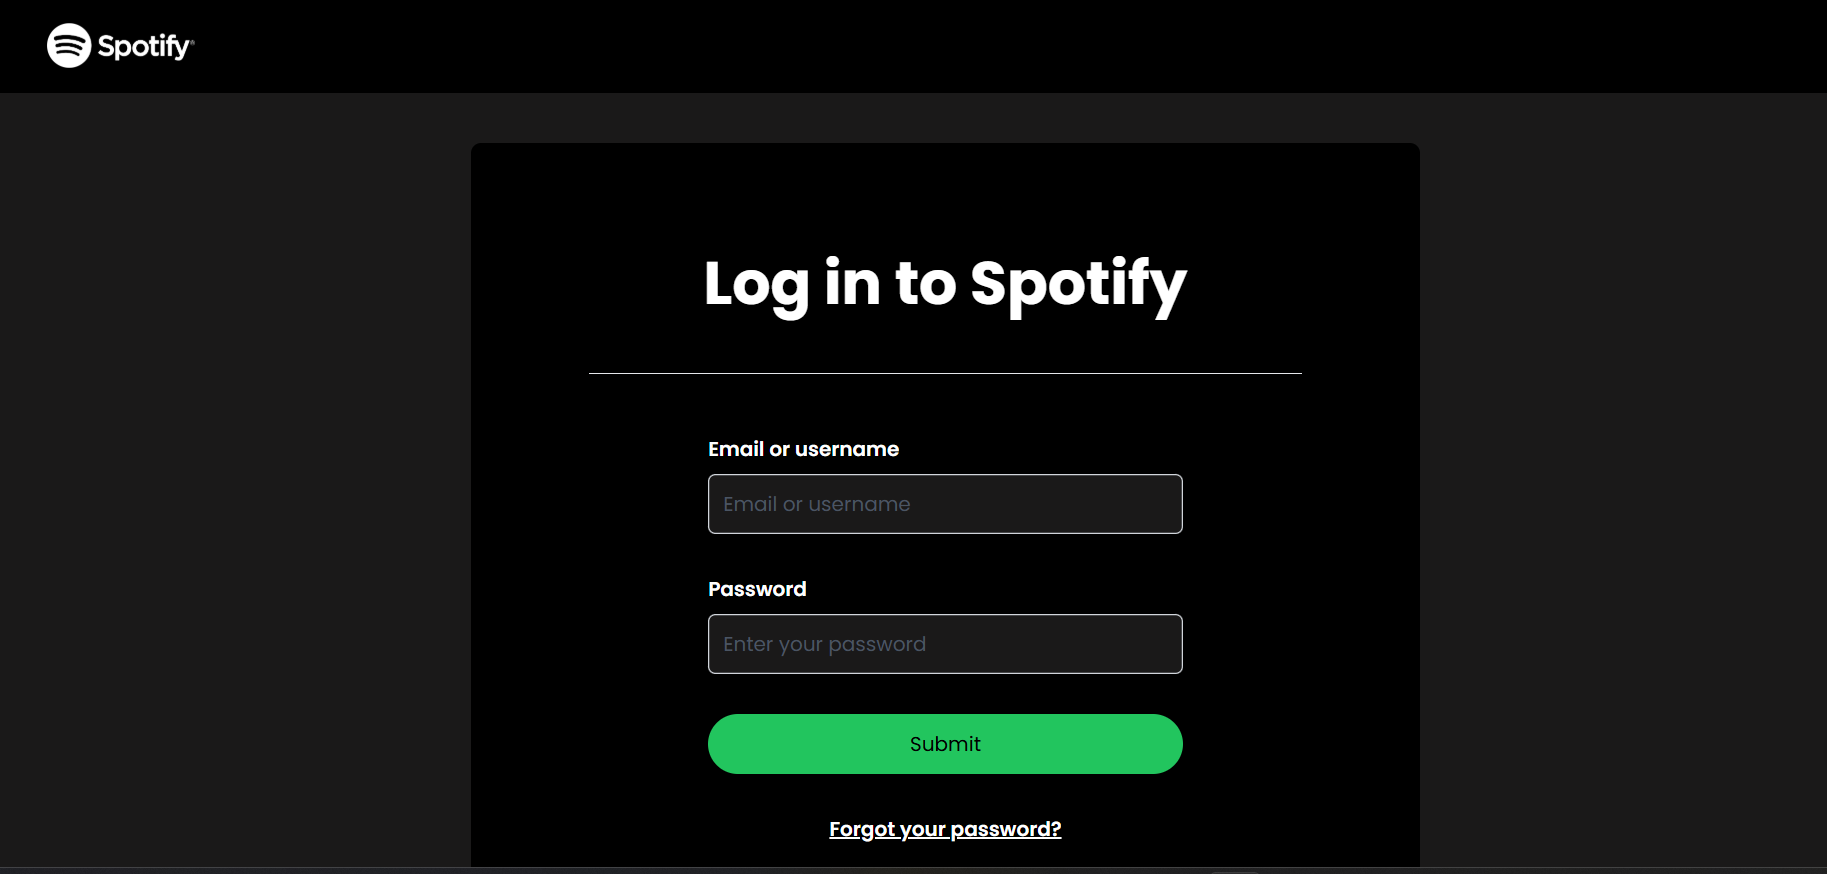 Spotify
Log in to Spotify
Email or username
Email or username
Password
Enter your password
Submit
Forgot your password?